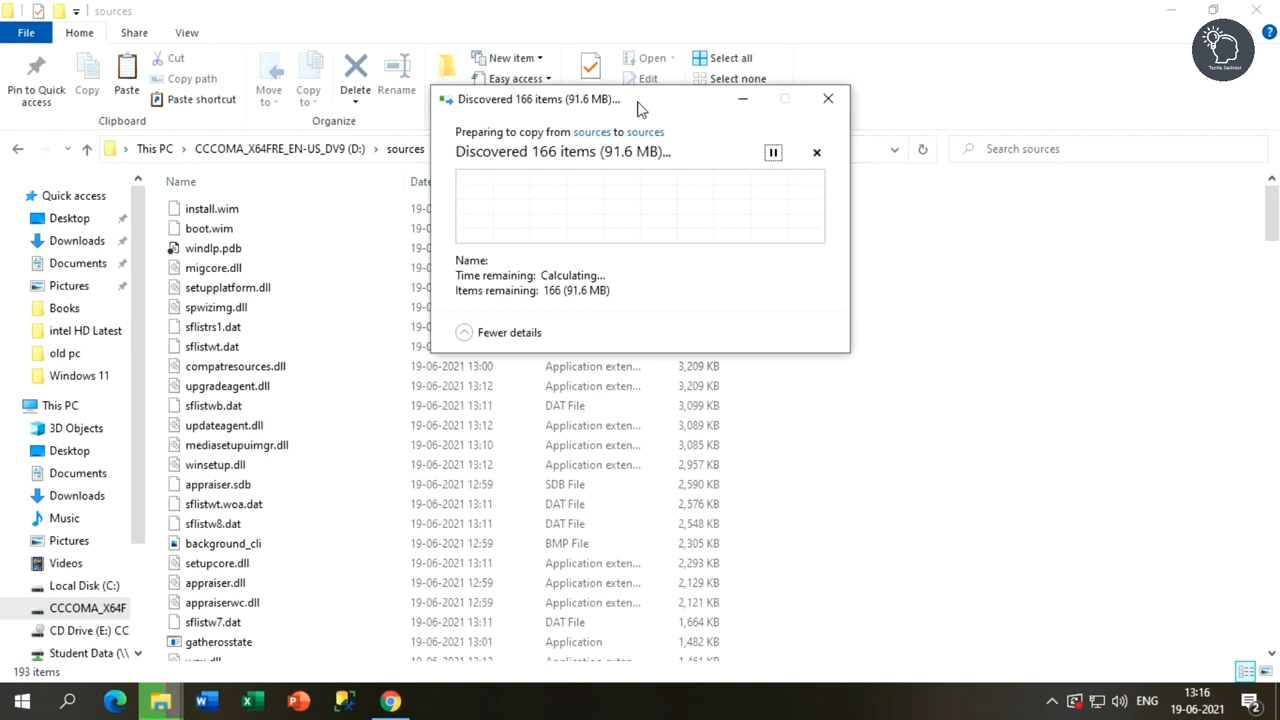 sources
File
Home
Share
View
Pin to Quick access
Copy
Paste
Cut
Copy path
Paste shortcut
Clipboard
Move to
Copy to
Delete
Rename
Organize
New item
Easy access
Open
Edit
Select all
Select none
Discovered 166 items (91.6 MB)...
Preparing to copy from sources to sources
Discovered 166 items (91.6 MB)...
Name:
Time remaining: Calculating...
Items remaining: 166 (91.6 MB)
Fewer details
This PC > CCCOMA_X64FRE_EN-US_DV9 (D:) > sources
Search sources
Quick access
Desktop
Downloads
Documents
Pictures
Books
intel HD Latest
old pc
Windows 11
This PC
3D Objects
Desktop
Documents
Downloads
Music
Pictures
Videos
Local Disk (C:)
CCCOMA_X64F
CD Drive (E:) CC
Student Data (\\
Name
install.wim
boot.wim
windlp.pdb
migcore.dll
setupplatform.dll
spwizimg.dll
sflistrs1.dat
sflistwt.dat
compatresources.dll 19-06-2021 13:00 Application exten... 3,209 KB
upgradeagent.dll 19-06-2021 13:12 Application exten... 3,209 KB
sflistwb.dat 19-06-2021 13:11 DAT File 3,099 KB
updateagent.dll 19-06-2021 13:12 Application exten... 3,089 KB
mediasetupuimgr.dll 19-06-2021 13:10 Application exten... 3,085 KB
winsetup.dll 19-06-2021 13:12 Application exten... 2,957 KB
appraiser.sdb 19-06-2021 12:59 SDB File 2,590 KB
sflistwt.woa.dat 19-06-2021 13:11 DAT File 2,576 KB
sflistw8.dat 19-06-2021 13:11 DAT File 2,548 KB
background_cli 19-06-2021 12:59 BMP File 2,305 KB
setupcore.dll 19-06-2021 13:11 Application exten... 2,293 KB
appraiser.dll 19-06-2021 12:59 Application exten... 2,129 KB
appraiserwc.dll 19-06-2021 12:59 Application exten... 2,121 KB
sflistw7.dat 19-06-2021 13:11 DAT File 1,664 KB
gatherosstate 19-06-2021 13:01 Application 1,482 KB
193 items
ENG
13:16
19-06-2021
2